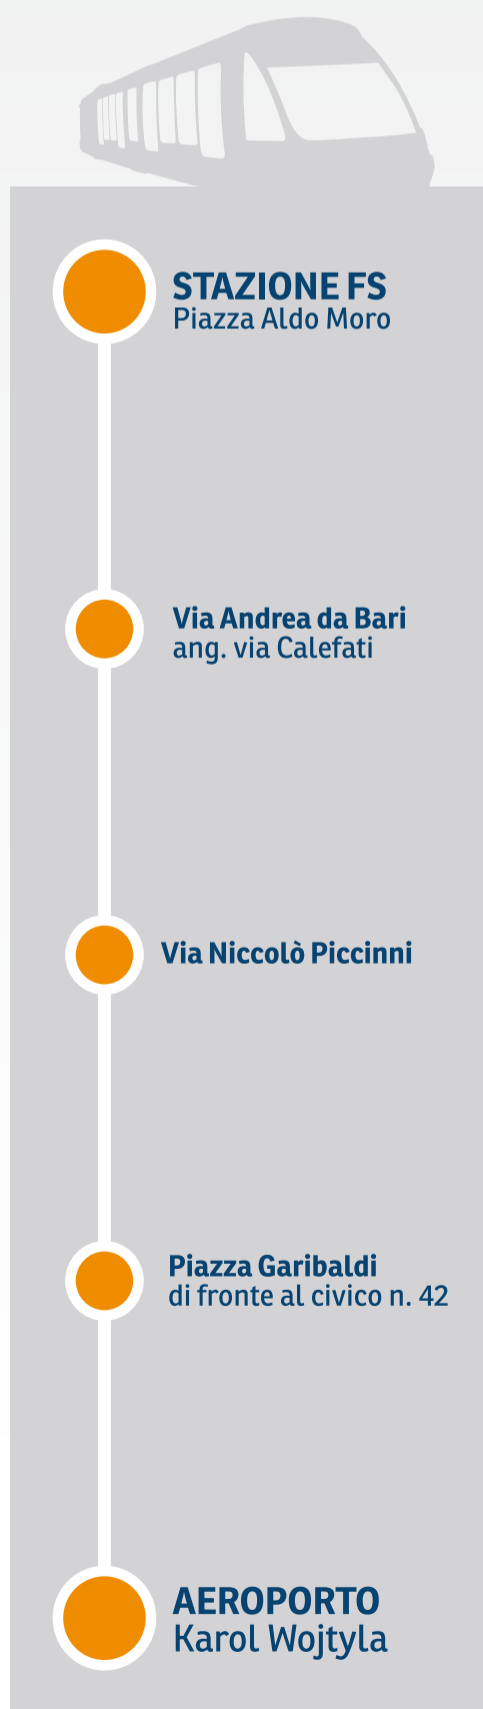 STAZIONE FS
Piazza Aldo Moro
Via Andrea da Bari
ang. via Calefati
Via Niccolò Piccinni
Piazza Garibaldi
di fronte al civico n. 42
AEROPORTO
Karol Wojtyla